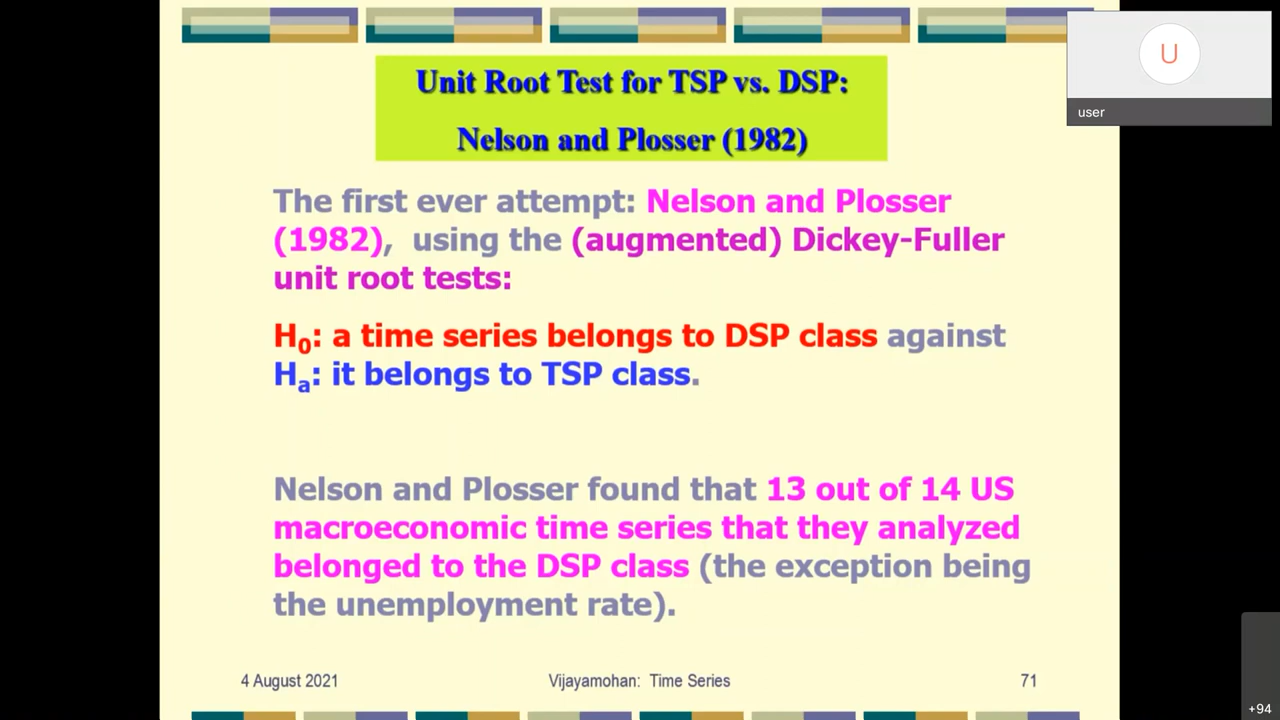 Unit Root Test for TSP vs. DSP:
Nelson and Plosser (1982)
U
user
The first ever attempt: Nelson and Plosser
(1982), using the (augmented) Dickey-Fuller
unit root tests:
H₀: a time series belongs to DSP class against
Hₐ: it belongs to TSP class.
Nelson and Plosser found that 13 out of 14 US
macroeconomic time series that they analyzed
belonged to the DSP class (the exception being
the unemployment rate).
4 August 2021
Vijayamohan: Time Series
71
+94